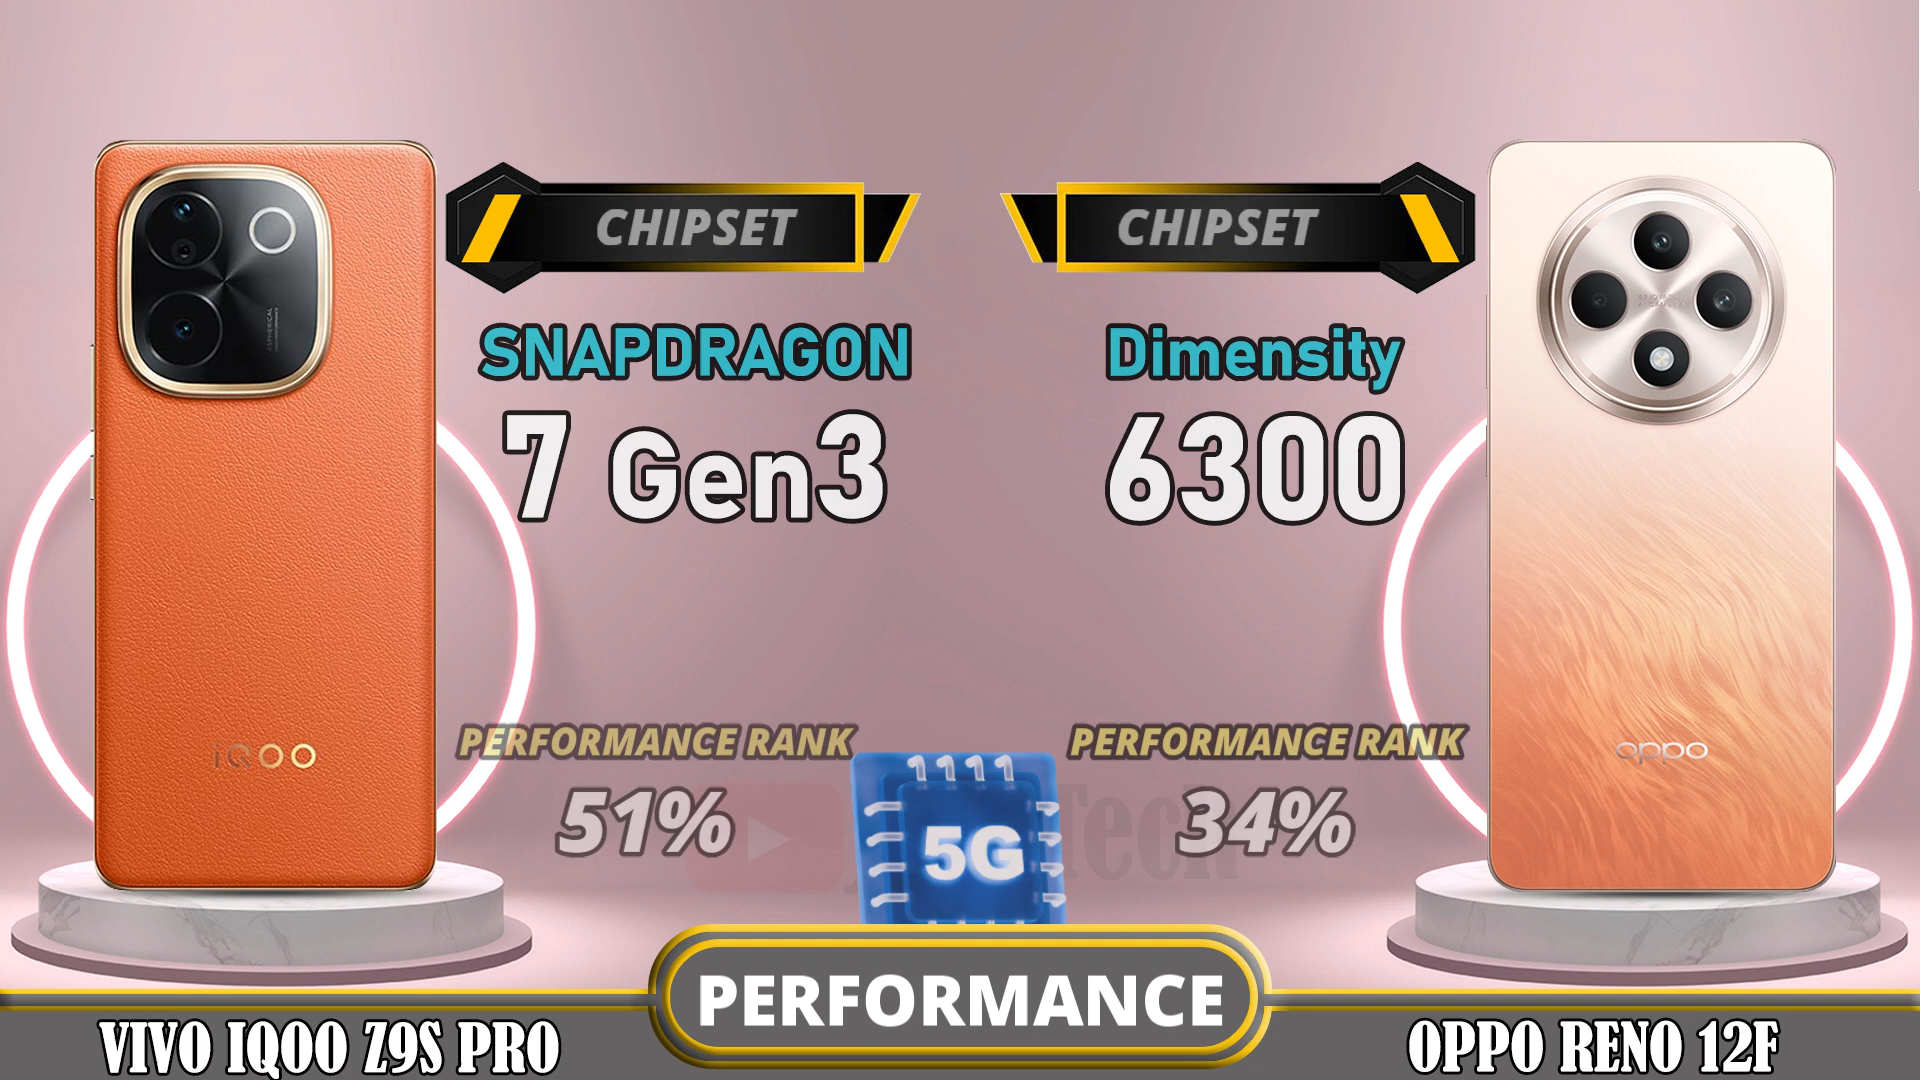 CHIPSET
SNAPDRAGON
7 Gen3
PERFORMANCE RANK
51%
iQOO
CHIPSET
Dimensity
6300
PERFORMANCE RANK
34%
oppo
5G
Tech
PERFORMANCE
VIVO IQOO Z9S PRO
OPPO RENO 12F